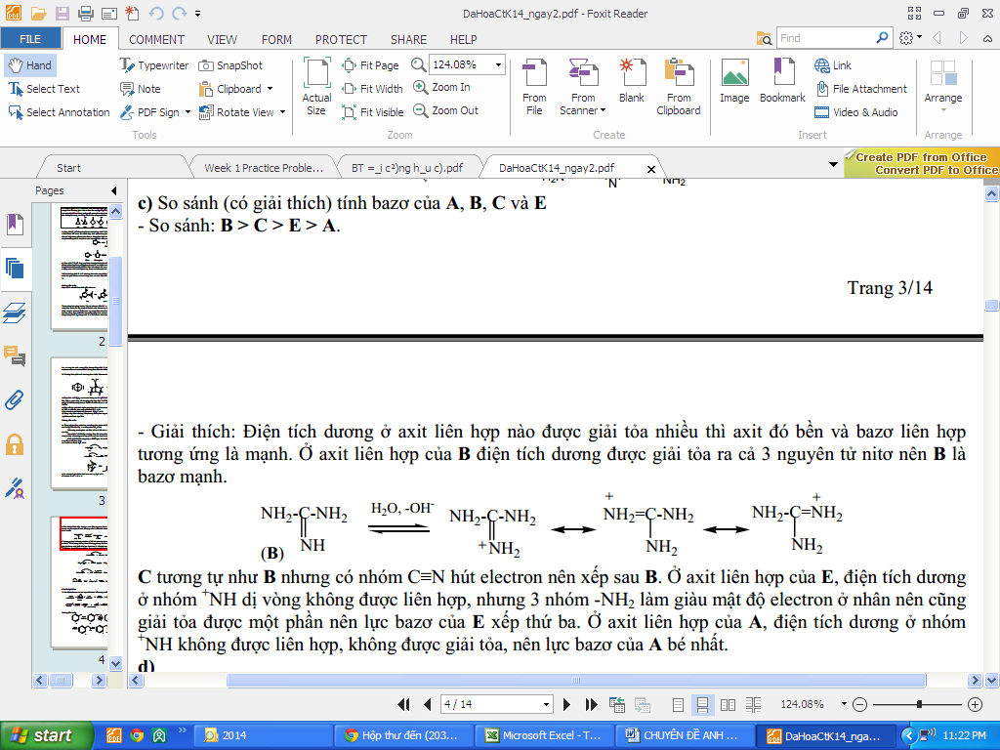 DaHoaCtK14_ngay2.pdf - Foxit Reader
FILE HOME COMMENT VIEW FORM PROTECT SHARE HELP
Find
Hand
Select Text
Select Annotation
Typewriter
Note
PDF Sign
SnapShot
Clipboard
Rotate View
Tools
Actual Size
Fit Page
Fit Width
Fit Visible
124.08%
Zoom In
Zoom Out
Zoom
From File
From Scanner
Blank
From Clipboard
Create
Image
Bookmark
Link
File Attachment
Video & Audio
Insert
Arrange
Arrange
Start
Week 1 Practice Proble...
BT =_i c²)ng h_u c).pdf
DaHoaCtK14_ngay2.pdf
Create PDF from Office
Convert PDF to Office
Pages
2
3
4
N
NH2
c) So sánh (có giải thích) tính bazơ của A, B, C và E
- So sánh: B > C > E > A.
Trang 3/14
- Giải thích: Điện tích dương ở axit liên hợp nào được giải tỏa nhiều thì axit đó bền và bazơ liên hợp
tương ứng là mạnh. Ở axit liên hợp của B điện tích dương được giải tỏa ra cả 3 nguyên tử nitơ nên B là
bazơ mạnh.
NH2-C-NH2
NH
(B)
H2O, -OH-
NH2-C-NH2
+NH2
+
NH2=C-NH2
NH2
+
NH2-C=NH2
NH2
C tương tự như B nhưng có nhóm C≡N hút electron nên xếp sau B. Ở axit liên hợp của E, điện tích dương
ở nhóm +NH dị vòng không được liên hợp, nhưng 3 nhóm -NH2 làm giàu mật độ electron ở nhân nên cũng
giải tỏa được một phần nên lực bazơ của E xếp thứ ba. Ở axit liên hợp của A, điện tích dương ở nhóm
+NH không được liên hợp, không được giải tỏa, nên lực bazơ của A bé nhất.
d)
4 / 14
124.08%
start
2014
Hộp thư đến (203...
Microsoft Excel - T...
CHUYÊN ĐỀ ANH ...
DaHoaCtK14_nga...
11:22 PM